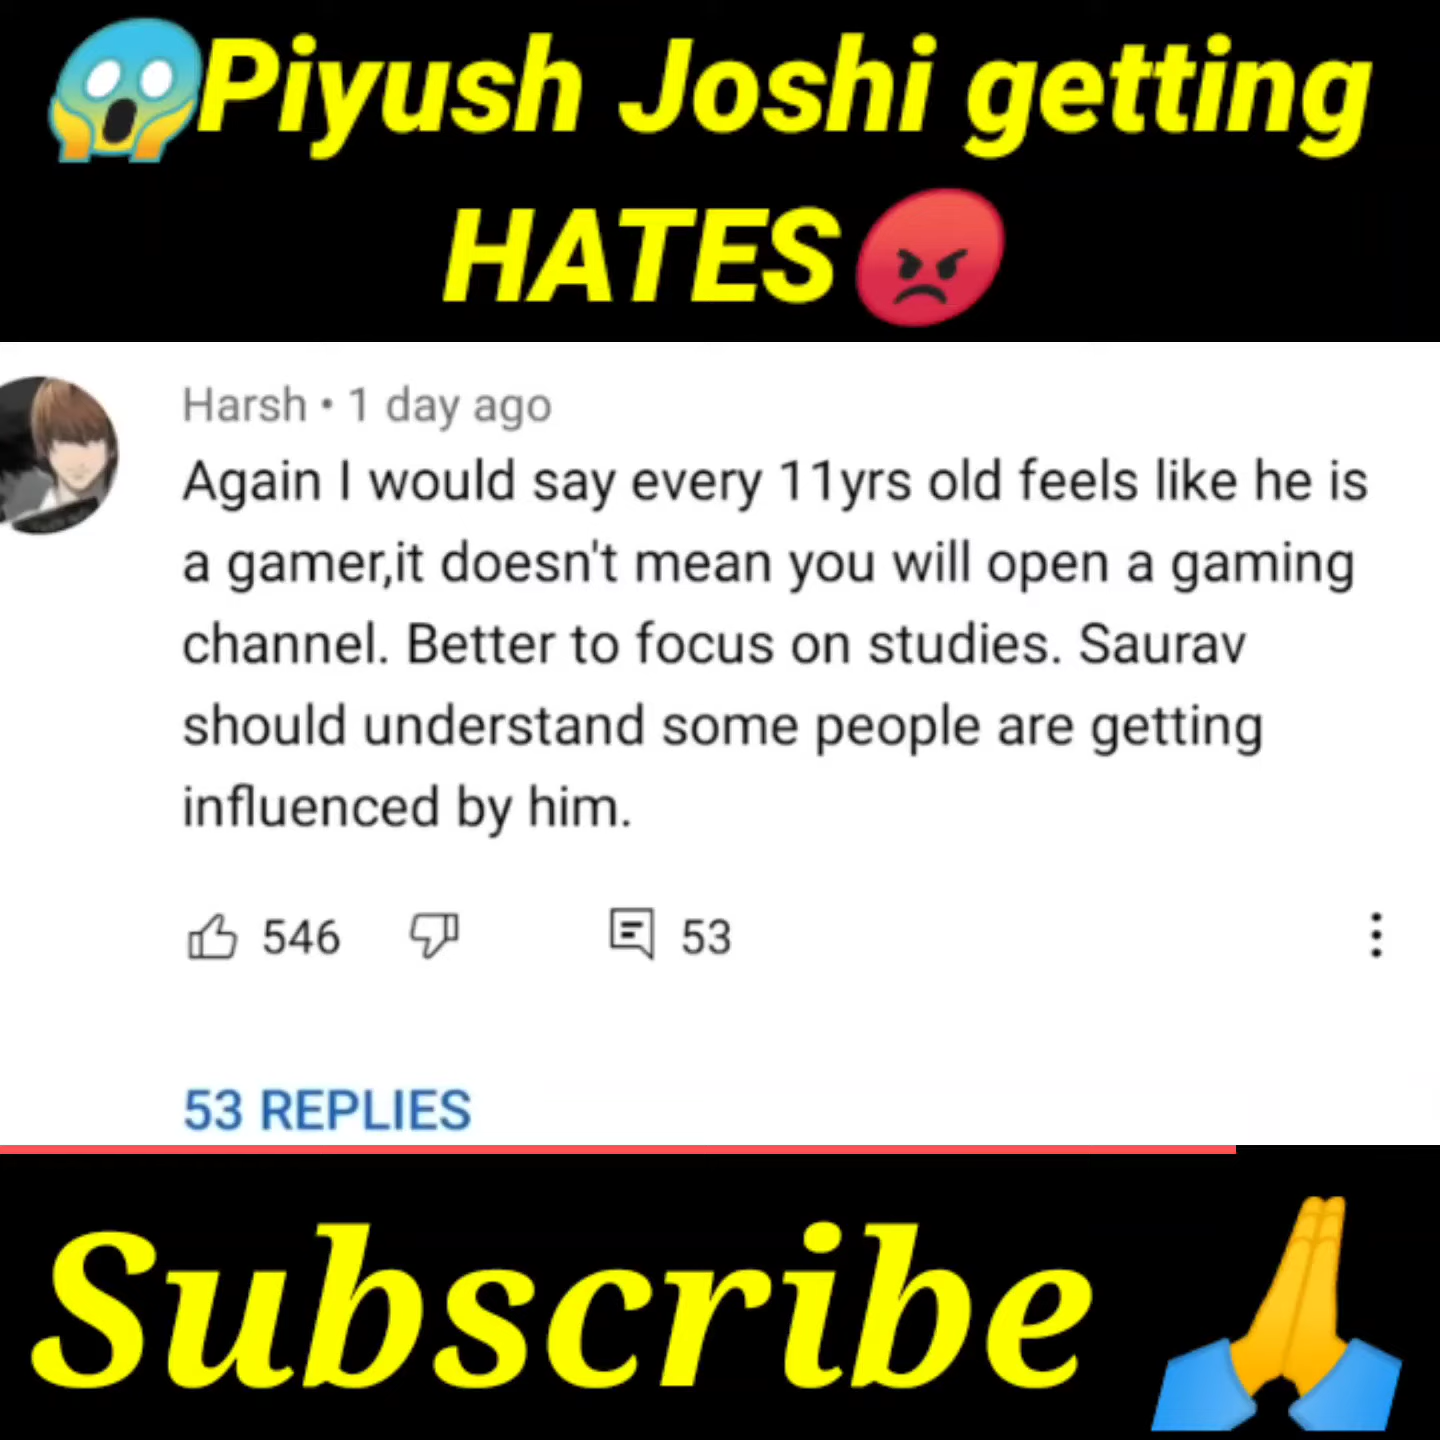 Piyush Joshi getting
HATES
Harsh • 1 day ago
Again I would say every 11yrs old feels like he is
a gamer,it doesn't mean you will open a gaming
channel. Better to focus on studies. Saurav
should understand some people are getting
influenced by him.
546 53
53 REPLIES
Subscribe